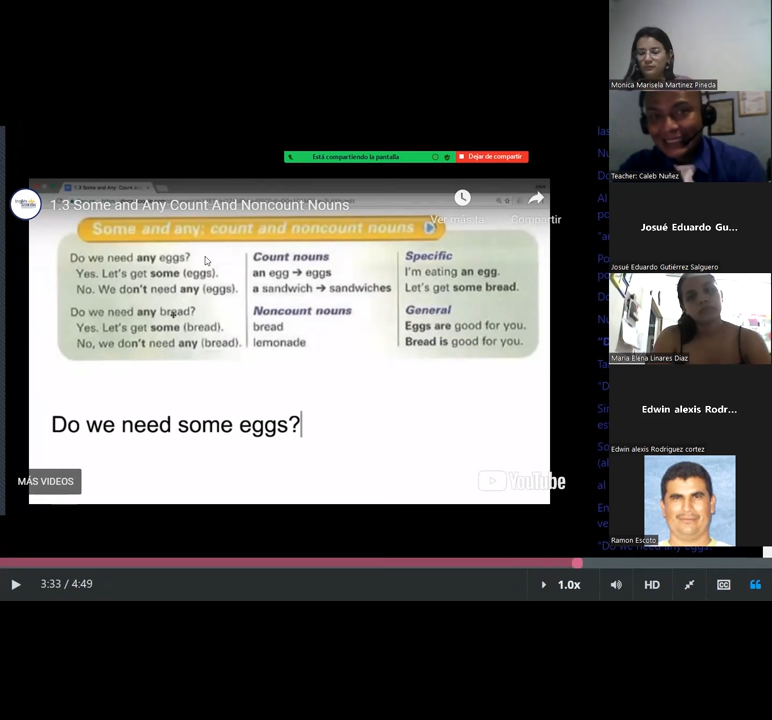 Está compartiendo la pantalla
Dejar de compartir
1.3 Some and Any Count And Noncount Nouns
Ver más ta...
Compartir
Some and any: count and noncount nouns
Do we need any eggs?
Yes. Let's get some (eggs).
No. We don't need any (eggs).
Do we need any bread?
Yes. Let's get some (bread).
No, we don't need any (bread).
Count nouns
an egg → eggs
a sandwich → sandwiches
Noncount nouns
bread
lemonade
Specific
I'm eating an egg.
Let's get some bread.
General
Eggs are good for you.
Bread is good for you.
Do we need some eggs?
MÁS VIDEOS
YouTube
Monica Marisela Martinez Pineda
Teacher: Caleb Nuñez
Josué Eduardo Gu...
Josué Eduardo Gutiérrez Salguero
Maria Elena Linares Diaz
Edwin alexis Rodr...
Edwin alexis Rodriguez cortez
Ramon Escoto
3:33 / 4:49
1.0x
HD
CC